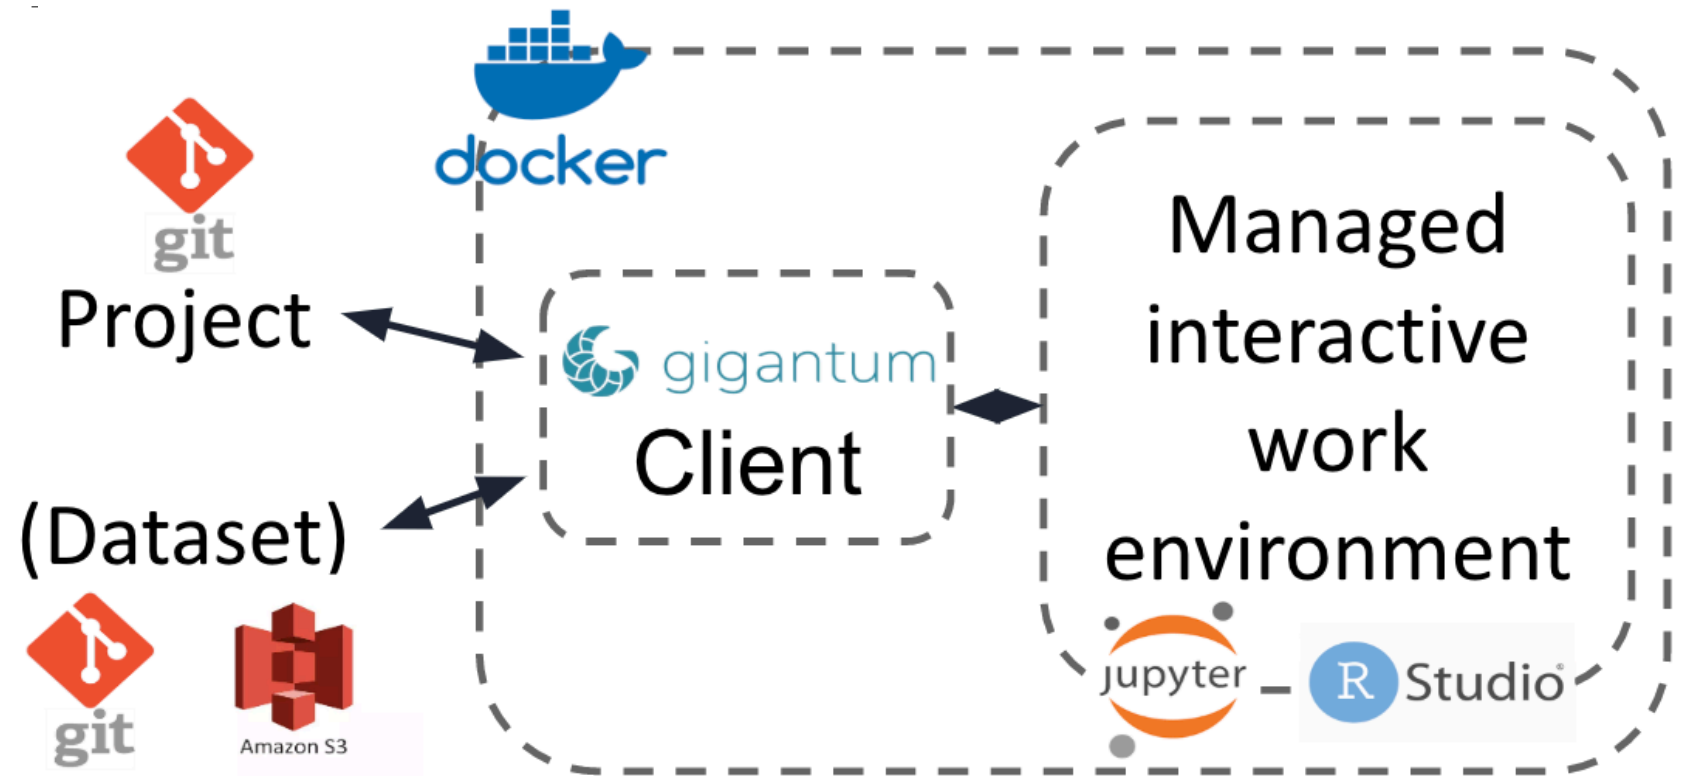 docker
git
Project
gigantum
Client
(Dataset)
git
Amazon S3
Managed
interactive
work
environment
jupyter
R Studio®